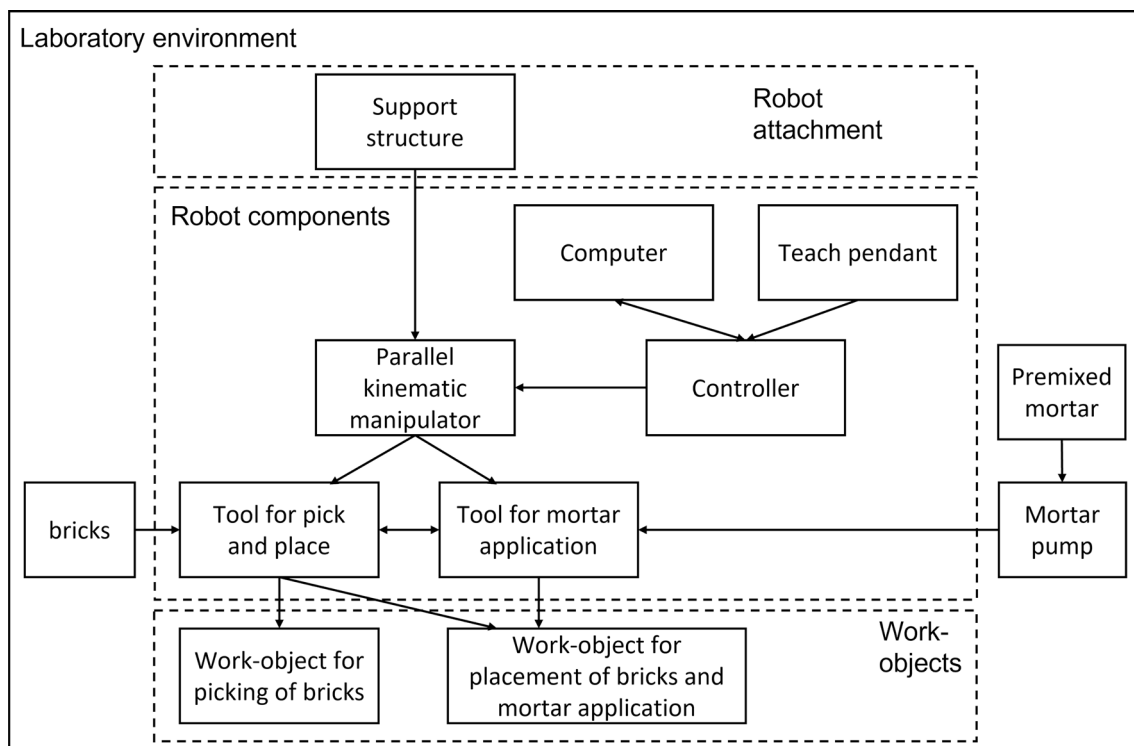 Laboratory environment
Support
structure
Robot
attachment
Robot components
Computer
Teach pendant
Parallel
kinematic
manipulator
Controller
Premixed
mortar
bricks
Tool for pick
and place
Tool for mortar
application
Mortar
pump
Work-object for
picking of bricks
Work-object for
placement of bricks and
mortar application
Work-
objects